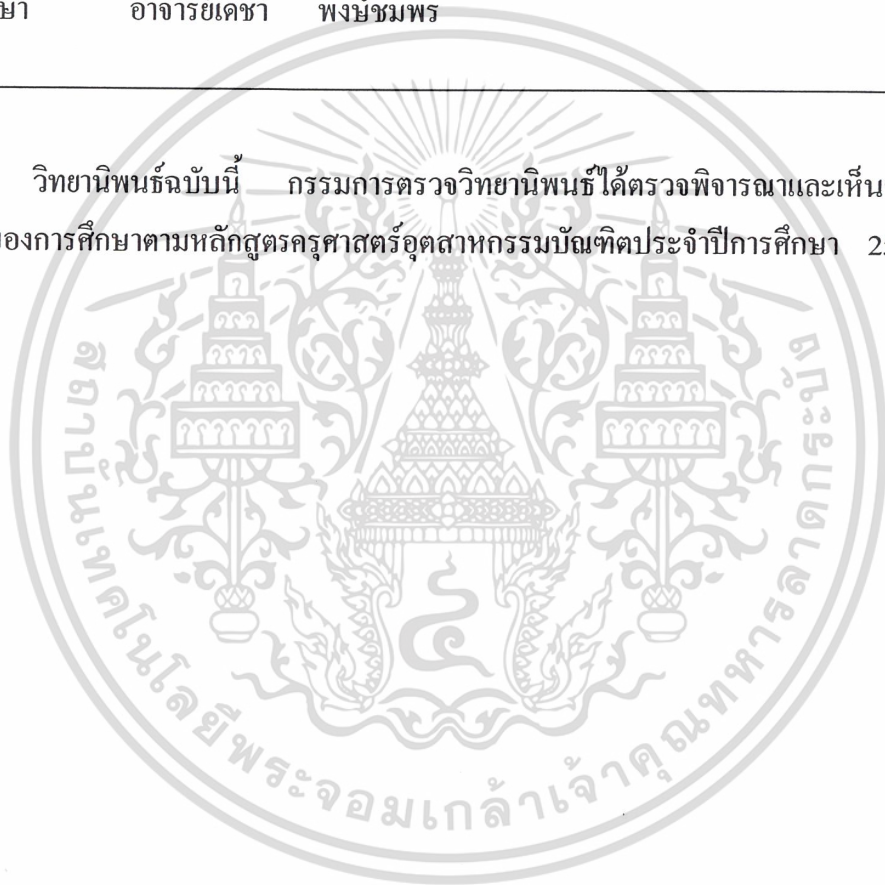 อาจารย์เดชา พงษ์ชมพร
วิทยานิพนธ์ฉบับนี้ กรรมการตรวจวิทยานิพนธ์ได้ตรวจพิจารณาและเห็น
ของการศึกษาตามหลักสูตรครุศาสตร์อุตสาหกรรมบัณฑิตประจำปีการศึกษา
สถาบันเทคโนโลยีพระจอมเกล้าเจ้าคุณทหารลาดกระบัง